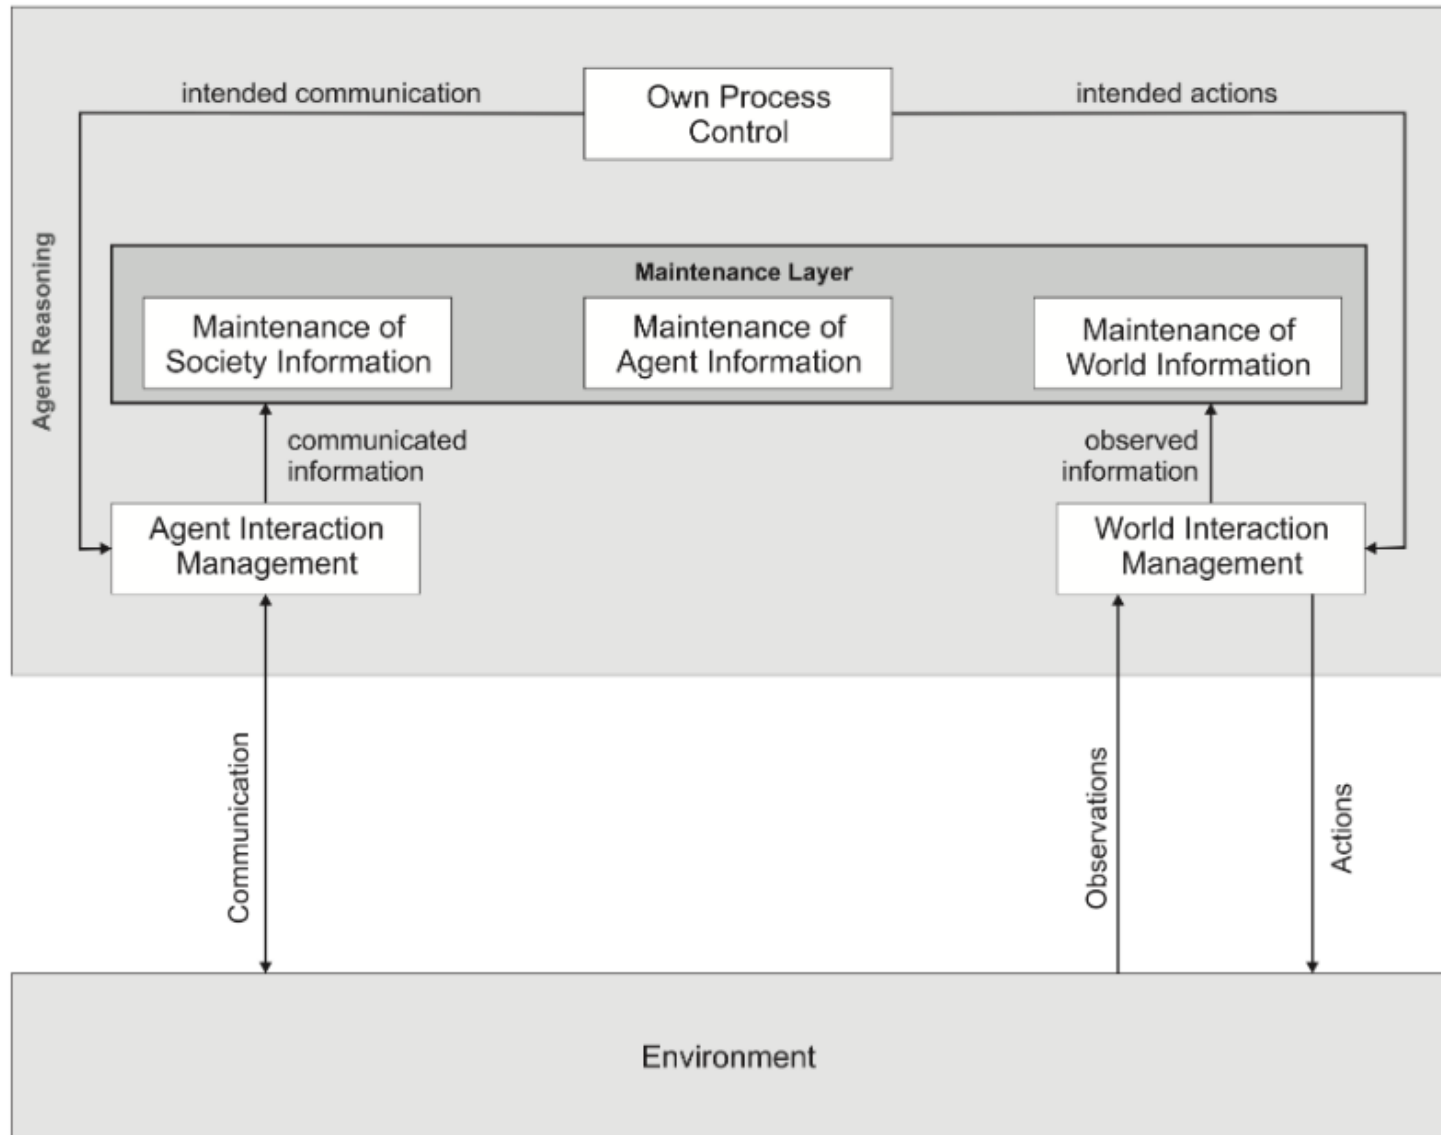 intended communication
Own Process
Control
intended actions
Agent Reasoning
Maintenance Layer
Maintenance of
Society Information
Maintenance of
Agent Information
Maintenance of
World Information
communicated
information
observed
information
Agent Interaction
Management
World Interaction
Management
Communication
Observations
Actions
Environment